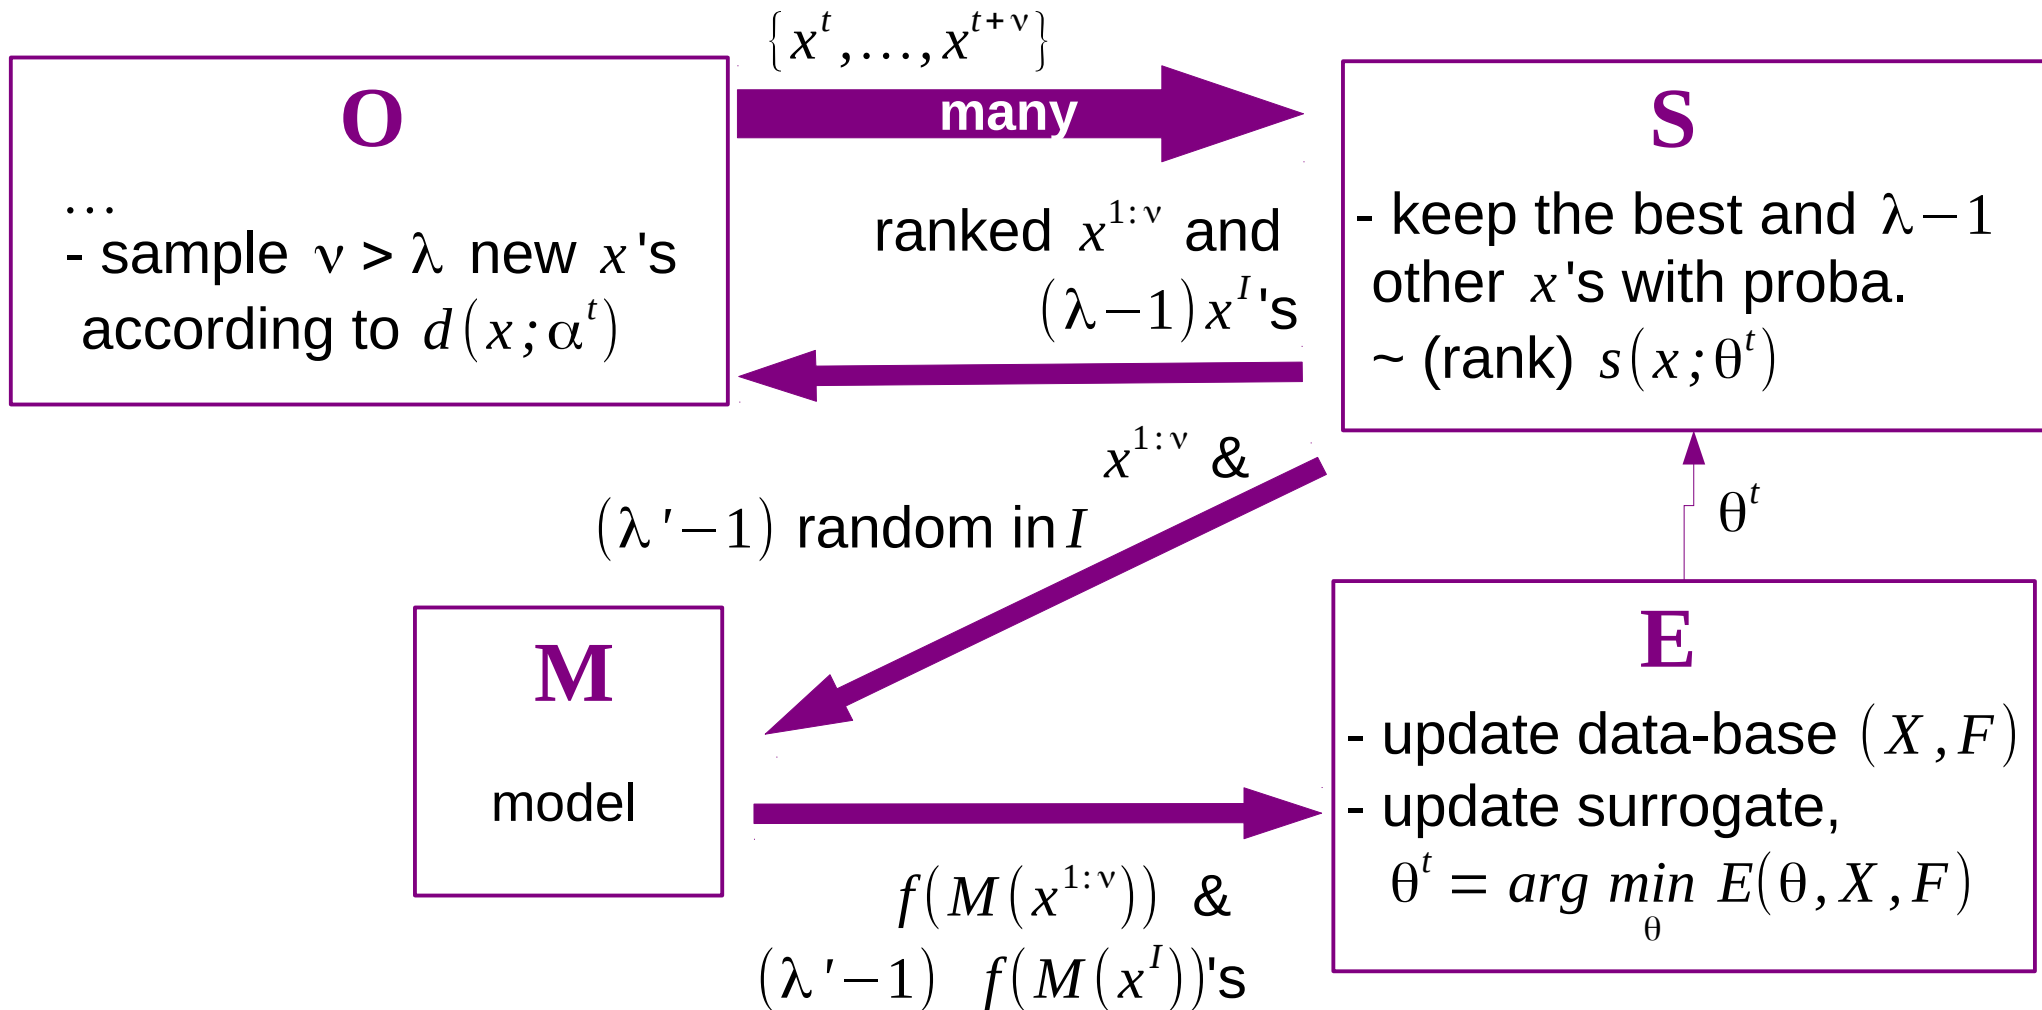 {x^t,…,x^{t+ν}}
many
O
…
- sample ν > λ new x's
according to d(x;α^t)
S
- keep the best and λ−1
other x's with proba.
~ (rank) s(x;θ^t)
ranked x^{1:ν} and
(λ−1)x^I's
x^{1:ν} &
(λ'−1) random in I
θ^t
M
model
E
- update data-base (X,F)
- update surrogate,
θ^t = arg min_θ E(θ,X,F)
f(M(x^{1:ν})) &
(λ'−1) f(M(x^I))'s